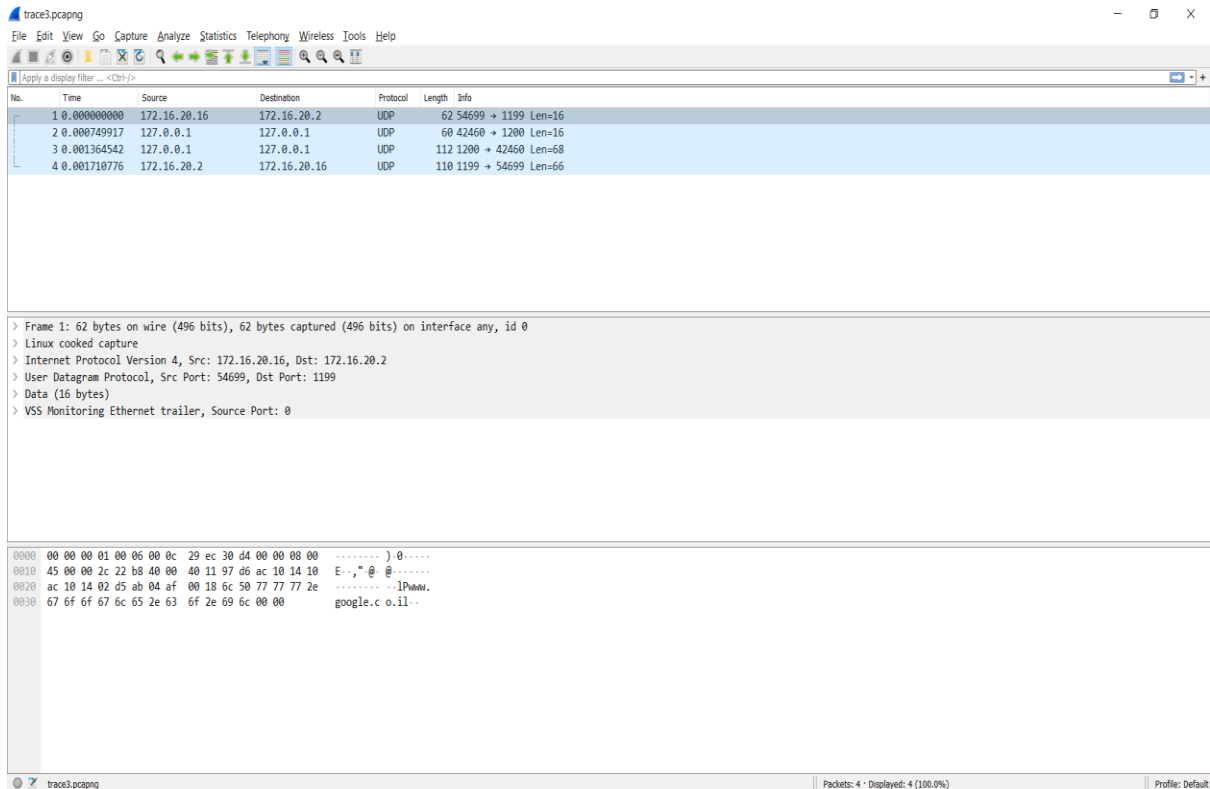 trace3.pcapng
File Edit View Go Capture Analyze Statistics Telephony Wireless Tools Help
Apply a display filter ... <Ctrl-/>
No. Time Source Destination Protocol Length Info
1 0.000000000 172.16.20.16 172.16.20.2 UDP 62 54699 → 1199 Len=16
2 0.000749917 127.0.0.1 127.0.0.1 UDP 60 42460 → 1200 Len=16
3 0.001364542 127.0.0.1 127.0.0.1 UDP 112 1200 → 42460 Len=68
4 0.001710776 172.16.20.2 172.16.20.16 UDP 110 1199 → 54699 Len=66
> Frame 1: 62 bytes on wire (496 bits), 62 bytes captured (496 bits) on interface any, id 0
> Linux cooked capture
> Internet Protocol Version 4, Src: 172.16.20.16, Dst: 172.16.20.2
> User Datagram Protocol, Src Port: 54699, Dst Port: 1199
> Data (16 bytes)
> VSS Monitoring Ethernet trailer, Source Port: 0
0000 00 00 00 01 00 06 00 0c 29 ec 30 d4 00 00 08 00 ········ )·0·····
0010 45 00 00 2c 22 b8 40 00 40 11 97 d6 ac 10 14 10 E··,"·@· @·······
0020 ac 10 14 02 d5 ab 04 af 00 18 6c 50 77 77 77 2e ········ ··lPwww.
0030 67 6f 6f 67 6c 65 2e 63 6f 2e 69 6c 00 00 google.c o.il··
trace3.pcapng Packets: 4 · Displayed: 4 (100.0%) Profile: Default